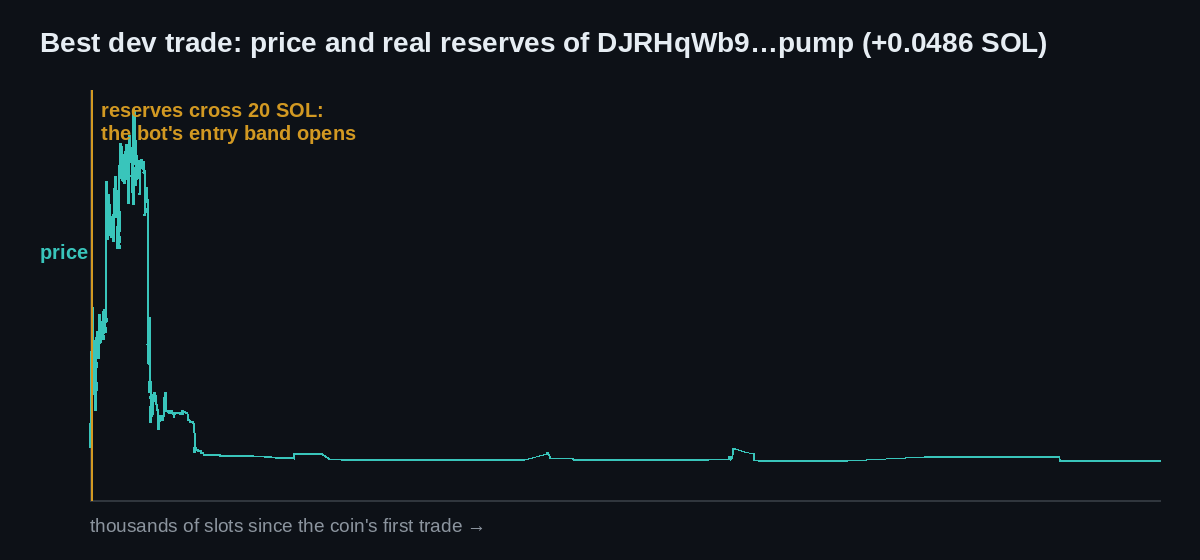 Best dev trade: price and real reserves of DJRHqWb9…pump (+0.0486 SOL)
reserves cross 20 SOL:
the bot's entry band opens
price
thousands of slots since the coin's first trade →